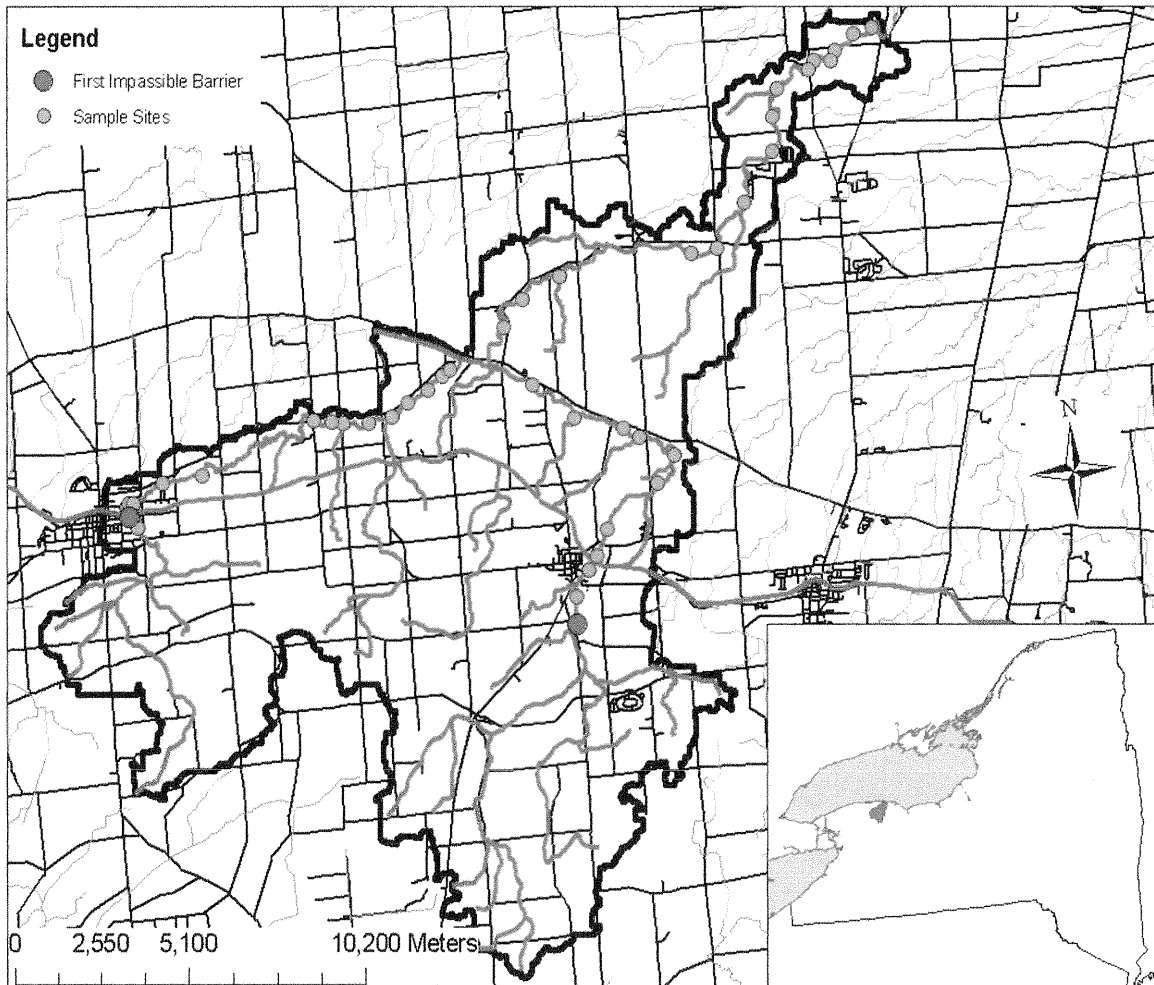 Legend
First Impassible Barrier
Sample Sites
N
0 2,550 5,100 10,200 Meters